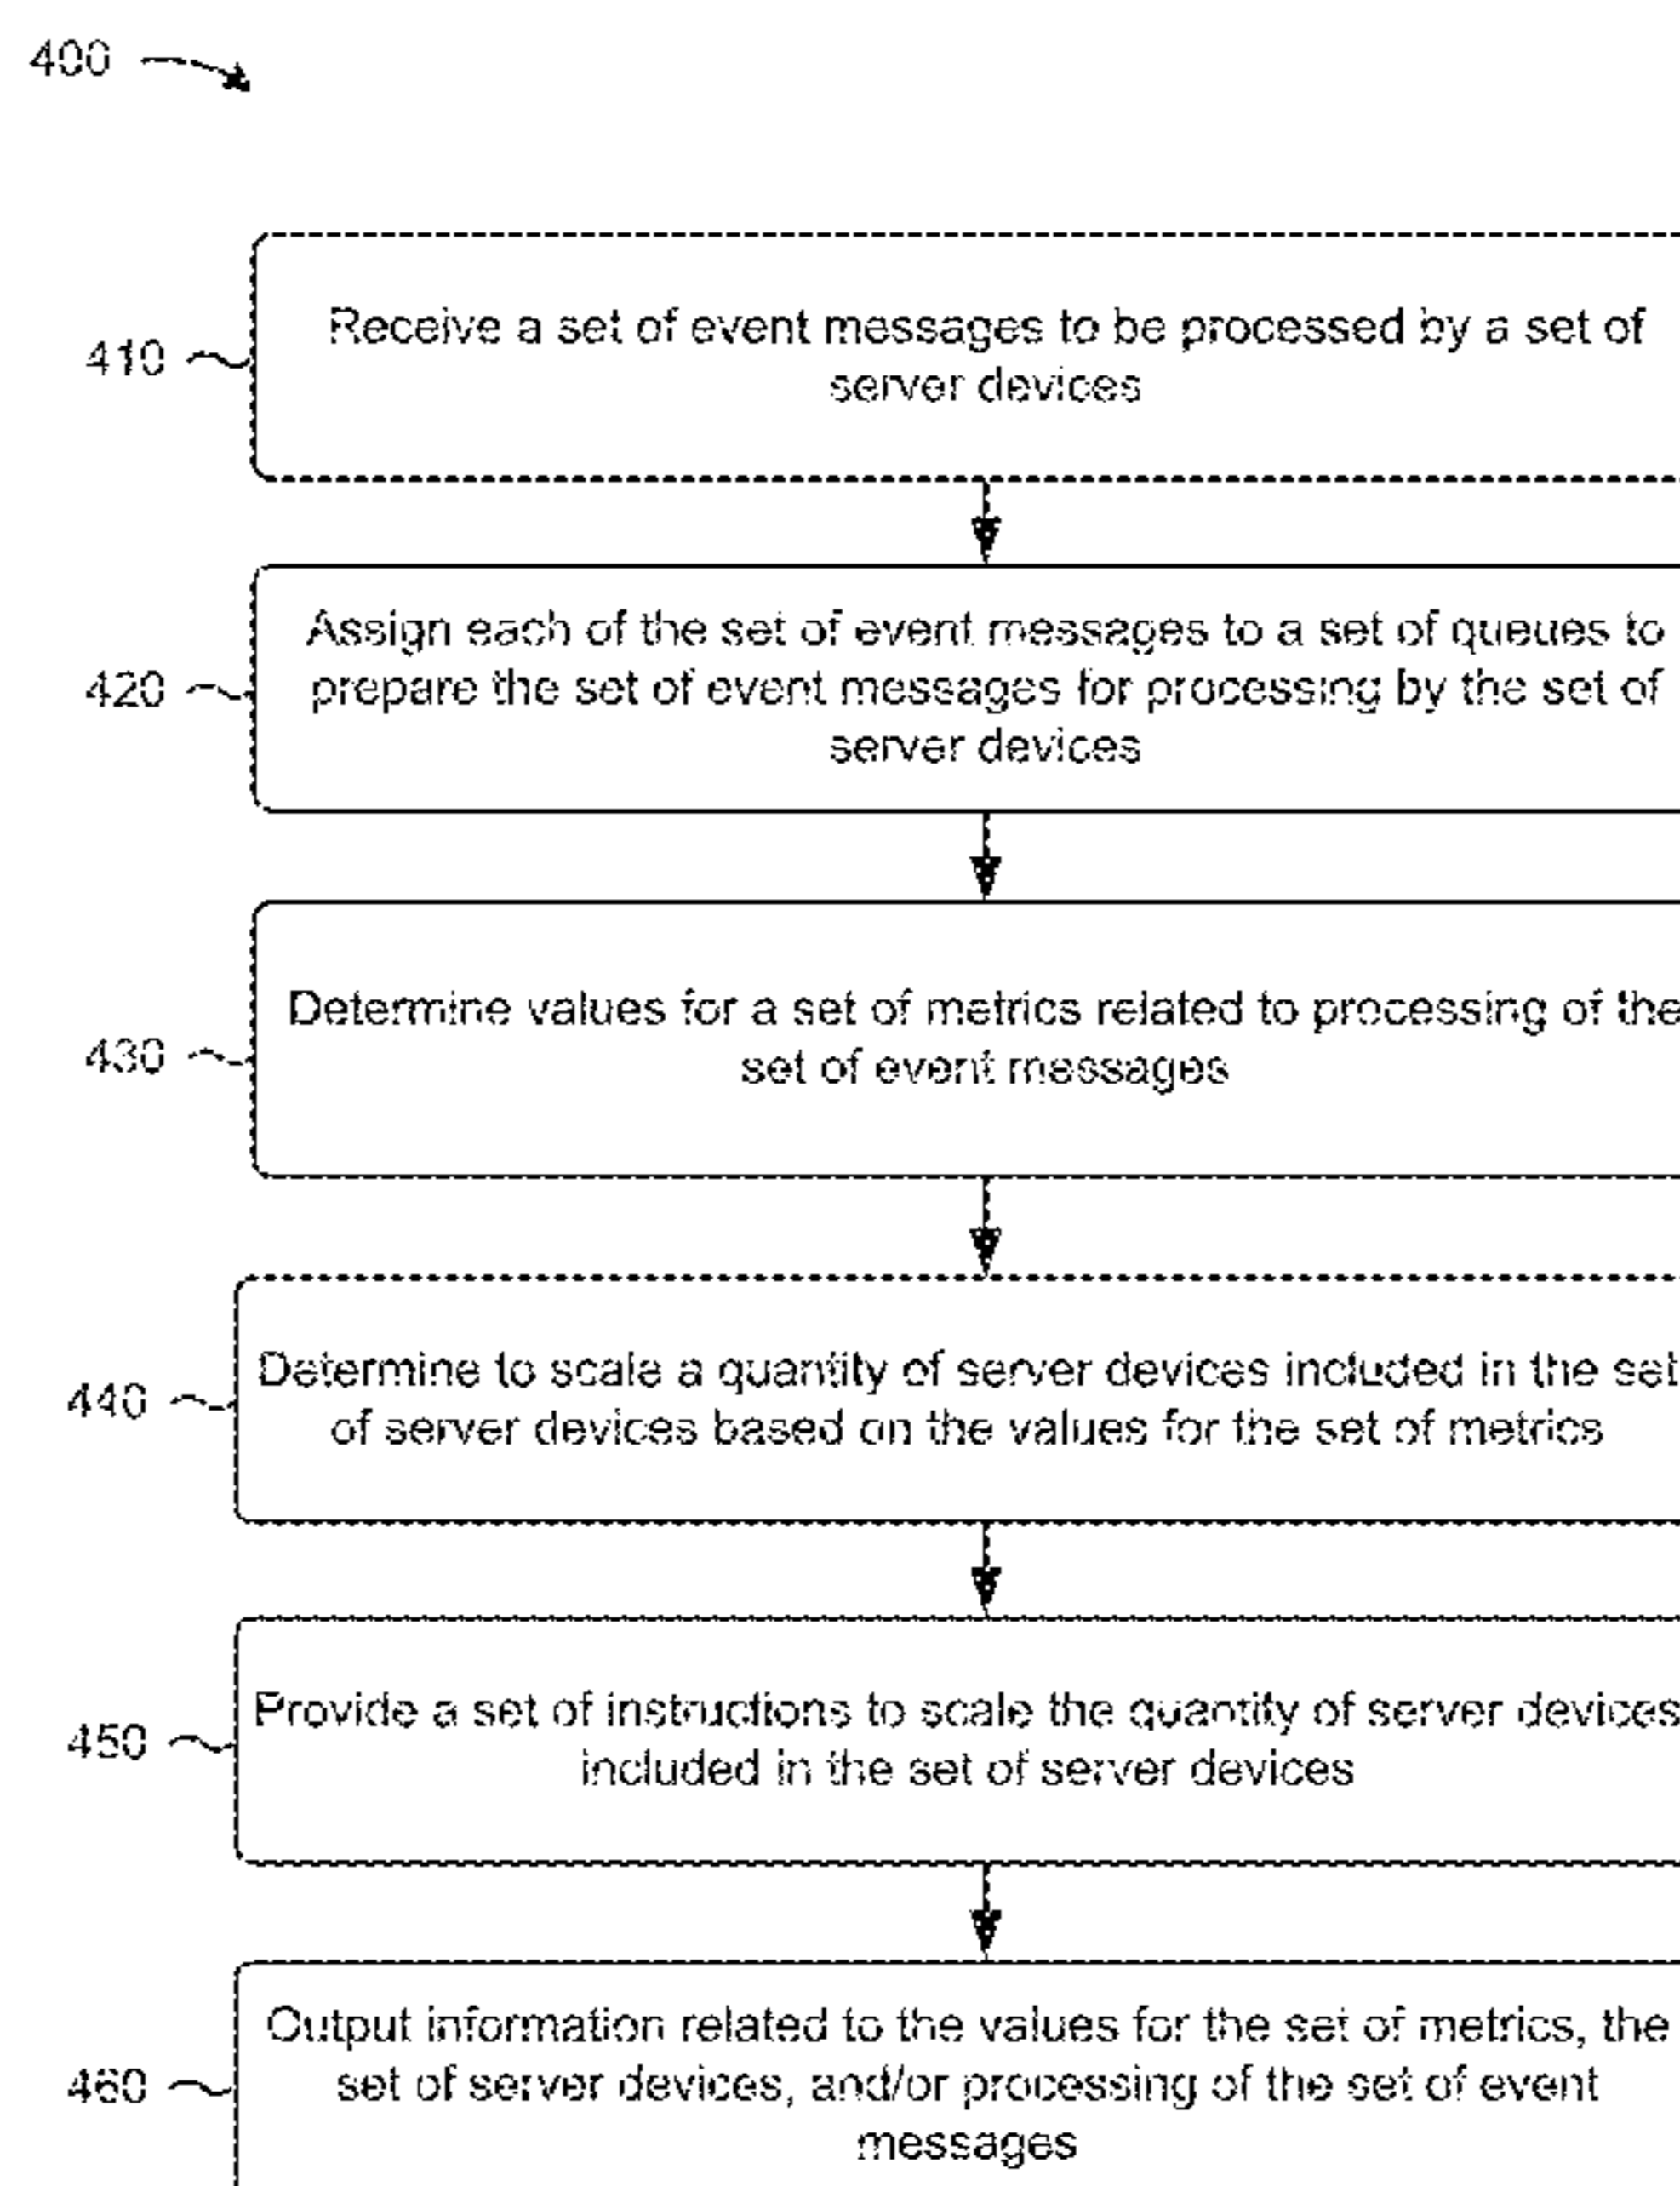 400
410
Receive a set of event messages to be processed by a set of
server devices
420
Assign each of the set of event messages to a set of queues to
prepare the set of event messages for processing by the set of
server devices
430
Determine values for a set of metrics related to processing of the
set of event messages
440
Determine to scale a quantity of server devices included in the set
of server devices based on the values for the set of metrics
450
Provide a set of instructions to scale the quantity of server devices
included in the set of server devices
460
Output information related to the values for the set of metrics, the
set of server devices, and/or processing of the set of event
messages